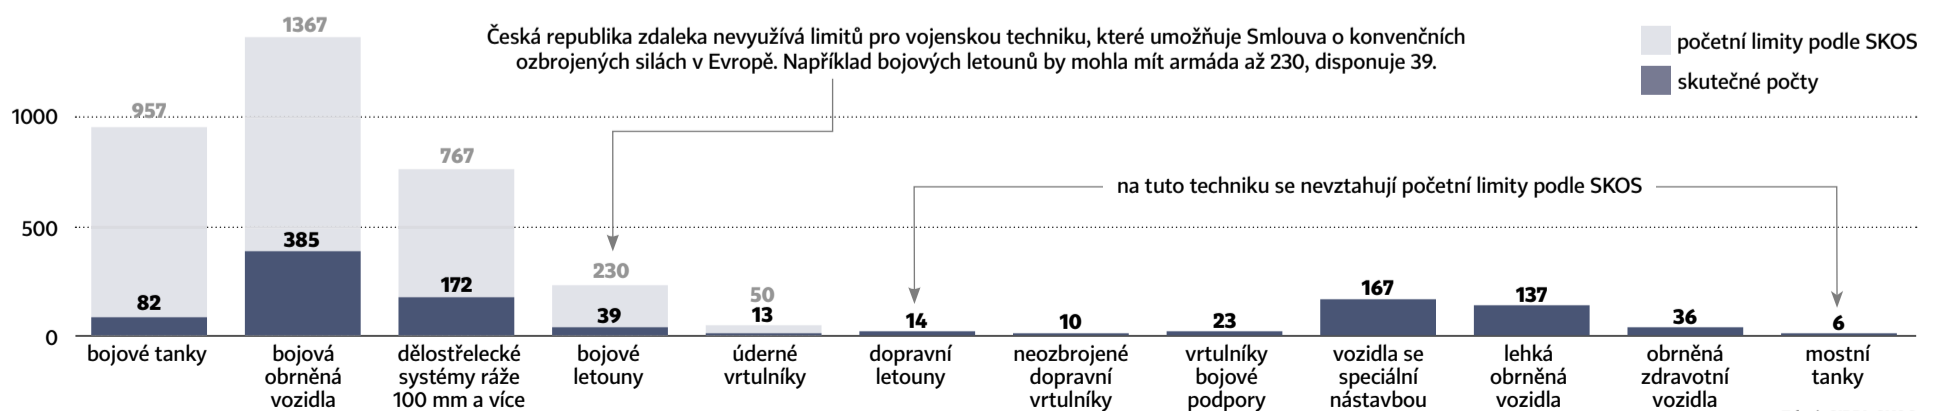 1367
Česká republika zdaleka nevyužívá limitů pro vojenskou techniku, které umožňuje Smlouva o konvenčních
ozbrojených silách v Evropě. Například bojových letounů by mohla mít armáda až 230, disponuje 39.
početní limity podle SKOS
skutečné počty
1000
957
767
na tuto techniku se nevztahují početní limity podle SKOS
500
385
230
172
167
137
82
39
50
13
14
10
23
36
6
0
bojové tanky
bojová
obrněná
vozidla
dělostřelecké
systémy ráže
100 mm a více
bojové
letouny
úderné
vrtulníky
dopravní
letouny
neozbrojené
dopravní
vrtulníky
vrtulníky
bojové
podpory
vozidla se
speciální
nástavbou
lehká
obrněná
vozidla
obrněná
zdravotní
vozidla
mostní
tanky